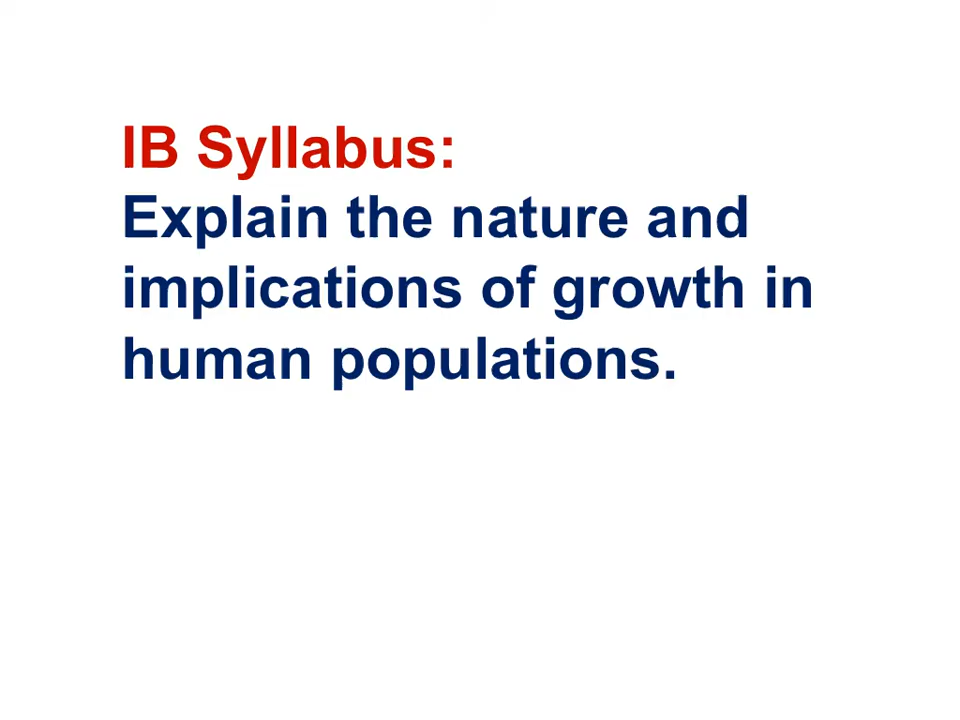 IB Syllabus:
Explain the nature and
implications of growth in
human populations.